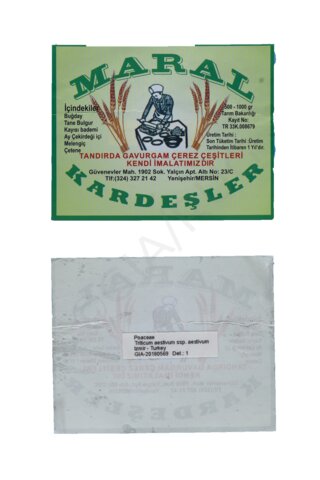 MARAL
İçindekiler
Buğday
Tane Bulgur
Kayısı bademi
Ay Çekirdeği içi
Melengiç
Çetene
500 - 1000 gr
Tarım Bakanlığı
Kayıt No:
TR 33K.008679
Üretim Tarihi :
Son Tüketim Tarihi :Üretim
Tarihinden İtibaren 1 Yıl'dır.
TANDIRDA GAVURGAM ÇEREZ ÇEŞİTLERİ
KENDİ İMALATIMIZDIR
Güvenevler Mah. 1902 Sok. Yalçın Apt. Altı No: 23/C
Tlf:(324) 327 21 42 Yenişehir/MERSİN
KARDEŞLER
Poaceae
Triticum aestivum ssp. aestivum
Izmir - Turkey
GIA-20180569 Det.: 1